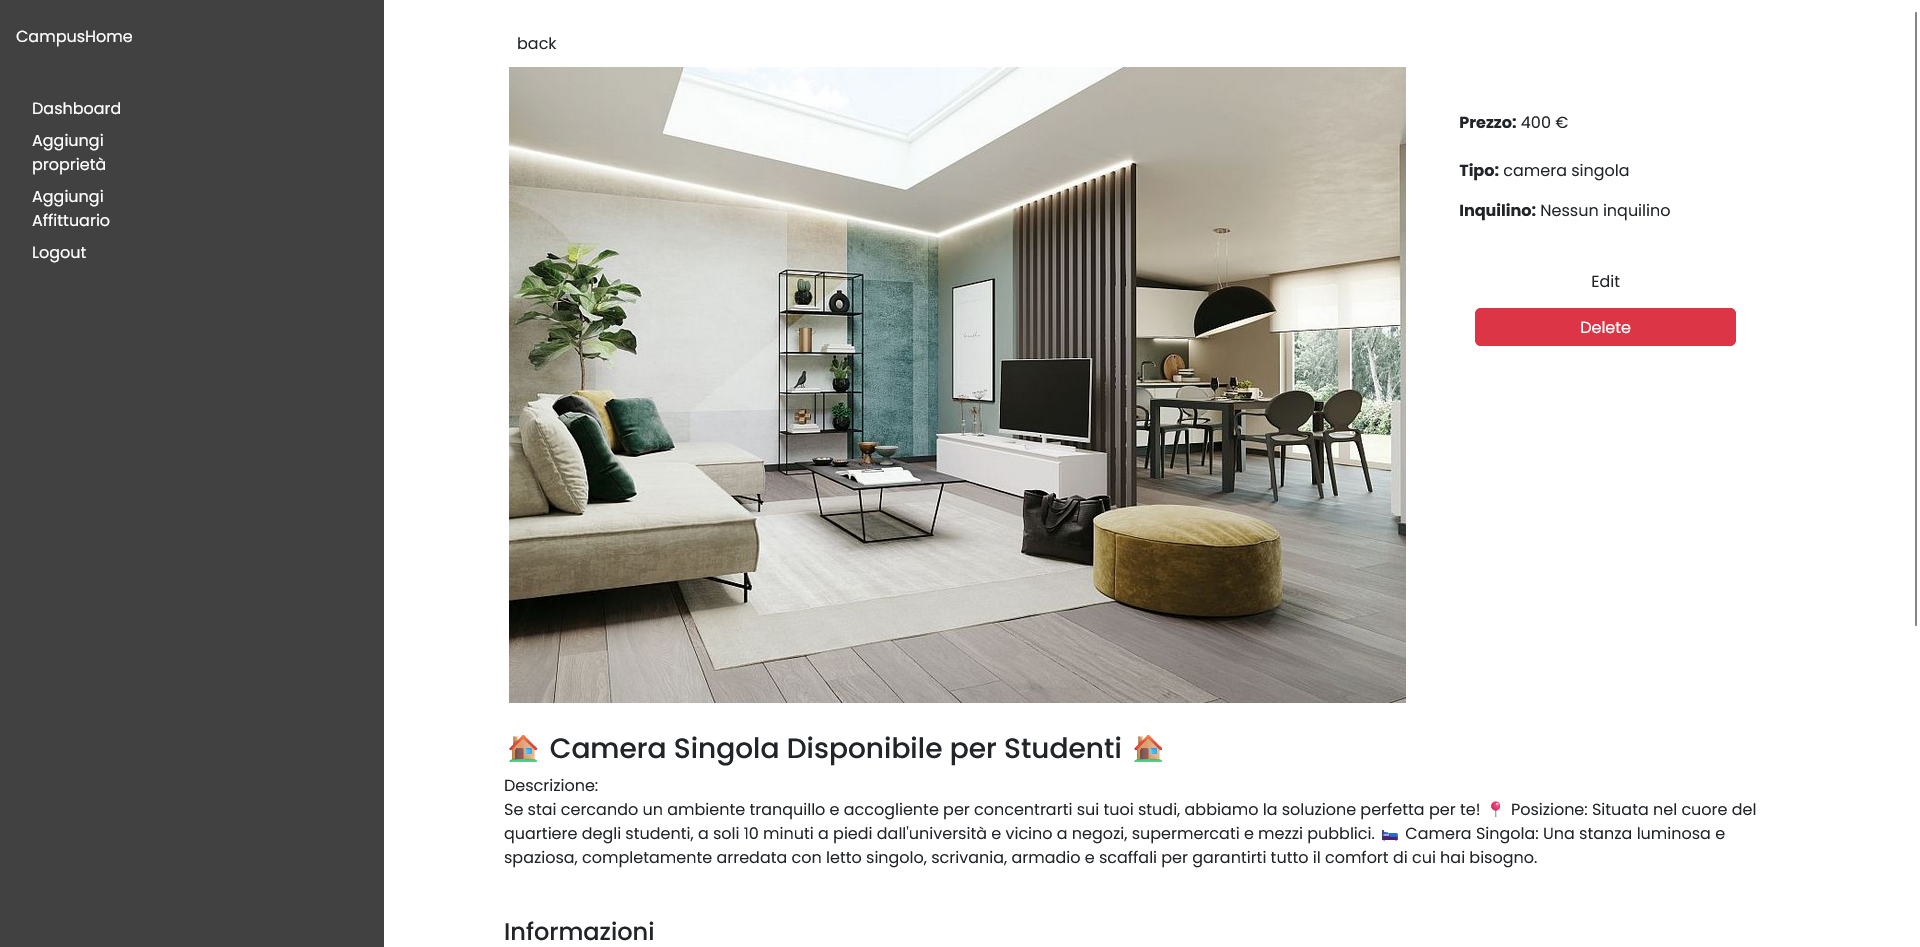 CampusHome
Dashboard
Aggiungi
proprietà
Aggiungi
Affittuario
Logout
back
Prezzo: 400 €
Tipo: camera singola
Inquilino: Nessun inquilino
Edit
Delete
🏠 Camera Singola Disponibile per Studenti 🏠
Descrizione:
Se stai cercando un ambiente tranquillo e accogliente per concentrarti sui tuoi studi, abbiamo la soluzione perfetta per te! 📍 Posizione: Situata nel cuore del
quartiere degli studenti, a soli 10 minuti a piedi dall'università e vicino a negozi, supermercati e mezzi pubblici. 🛏️ Camera Singola: Una stanza luminosa e
spaziosa, completamente arredata con letto singolo, scrivania, armadio e scaffali per garantirti tutto il comfort di cui hai bisogno.
Informazioni